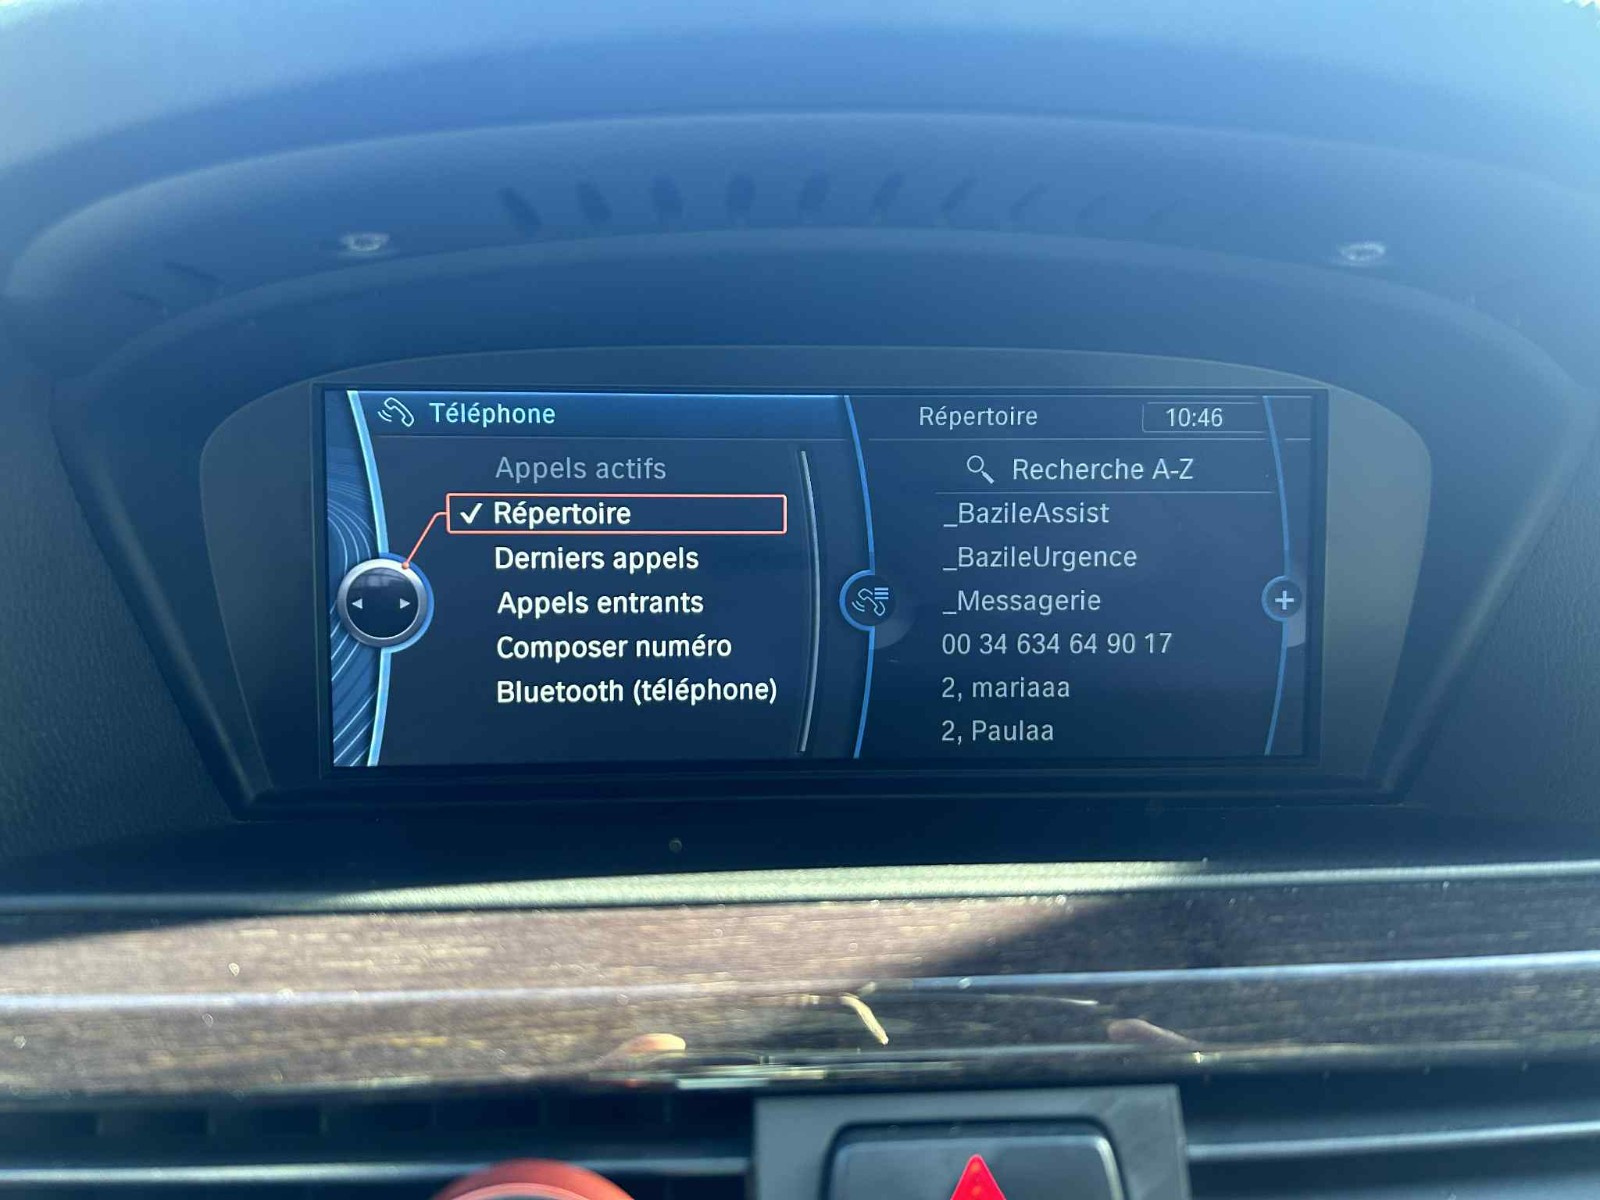 Téléphone
Appels actifs
✓ Répertoire
Derniers appels
Appels entrants
Composer numéro
Bluetooth (téléphone)
Répertoire 10:46
Recherche A-Z
_BazileAssist
_BazileUrgence
_Messagerie
00 34 634 64 90 17
2, mariaaa
2, Paulaa